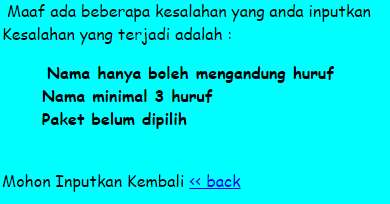 Maaf ada beberapa kesalahan yang anda inputkan
Kesalahan yang terjadi adalah :
Nama hanya boleh mengandung huruf
Nama minimal 3 huruf
Paket belum dipilih
Mohon Inputkan Kembali << back